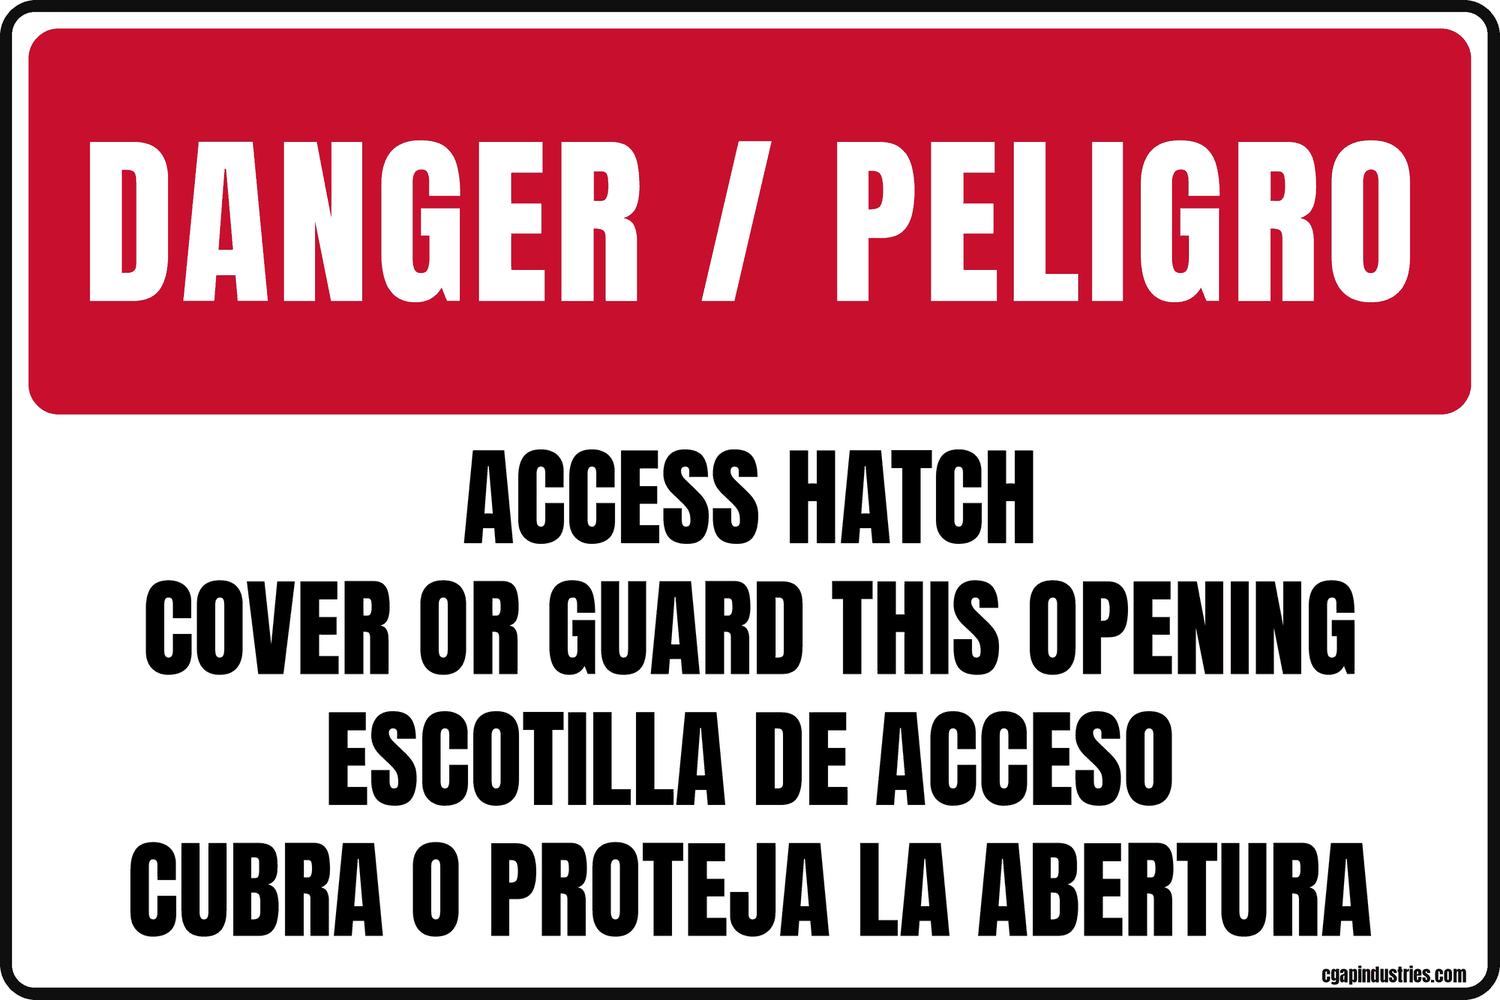 DANGER / PELIGRO
ACCESS HATCH
COVER OR GUARD THIS OPENING
ESCOTILLA DE ACCESO
CUBRA O PROTEJA LA ABERTURA
cgapindustries.com